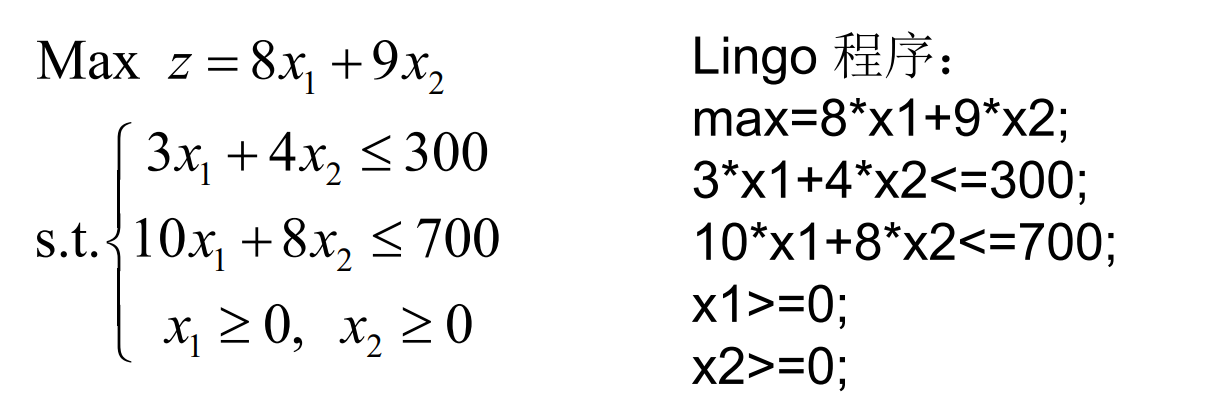 Max z = 8x₁ + 9x₂
s.t. { 3x₁ + 4x₂ ≤ 300
10x₁ + 8x₂ ≤ 700
x₁ ≥ 0, x₂ ≥ 0
Lingo 程序：
max=8*x1+9*x2;
3*x1+4*x2<=300;
10*x1+8*x2<=700;
x1>=0;
x2>=0;